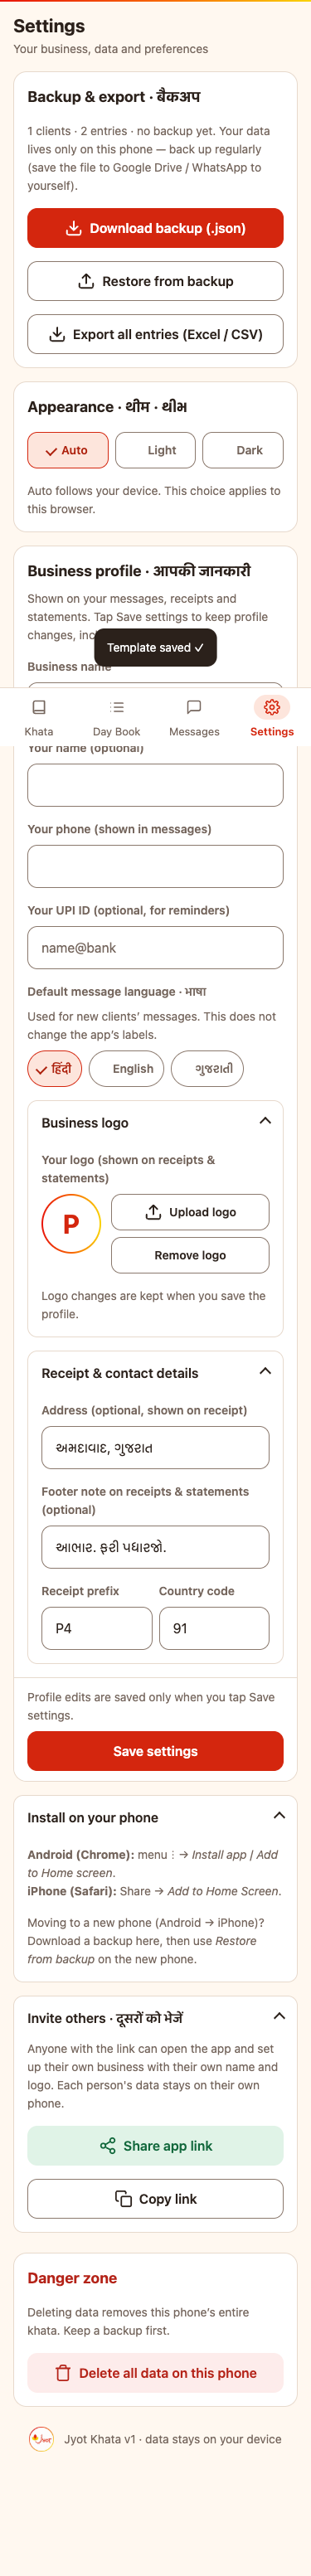 Settings
Your business, data and preferences
Backup & export · बैकअप
1 clients · 2 entries · no backup yet. Your data
lives only on this phone — back up regularly
(save the file to Google Drive / WhatsApp to
yourself).
Download backup (.json)
Restore from backup
Export all entries (Excel / CSV)
Appearance · थीम · થીમ
Auto
Light
Dark
Auto follows your device. This choice applies to
this browser.
Business profile · आपकी जानकारी
Shown on your messages, receipts and
statements. Tap Save settings to keep profile
changes, inc
Template saved ✓
Business name
Khata
Day Book
Messages
Settings
Your name (optional)
Your phone (shown in messages)
Your UPI ID (optional, for reminders)
name@bank
Default message language · भाषा
Used for new clients’ messages. This does not
change the app’s labels.
हिंदी
English
ગુજરાતી
Business logo
Your logo (shown on receipts &
statements)
P
Upload logo
Remove logo
Logo changes are kept when you save the
profile.
Receipt & contact details
Address (optional, shown on receipt)
અમદાવાદ, ગુજરાત
Footer note on receipts & statements
(optional)
આભાર. ફરી પધારજો.
Receipt prefix
Country code
P4
91
Profile edits are saved only when you tap Save
settings.
Save settings
Install on your phone
Android (Chrome): menu ⋮ → Install app / Add
to Home screen.
iPhone (Safari): Share → Add to Home Screen.
Moving to a new phone (Android → iPhone)?
Download a backup here, then use Restore
from backup on the new phone.
Invite others · दूसरों को भेजें
Anyone with the link can open the app and set
up their own business with their own name and
logo. Each person's data stays on their own
phone.
Share app link
Copy link
Danger zone
Deleting data removes this phone’s entire
khata. Keep a backup first.
Delete all data on this phone
Jyot
Jyot Khata v1 · data stays on your device